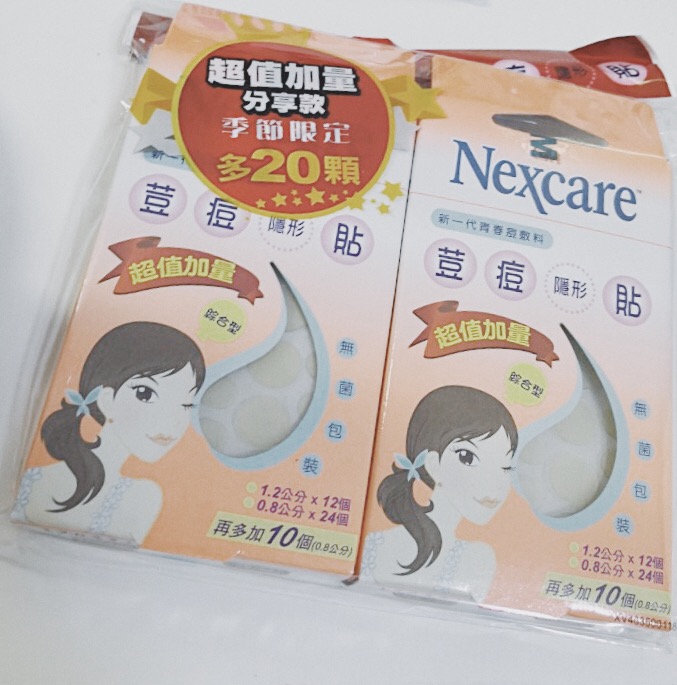 超值加量
分享款
季節限定
多20顆
新一
荳痘隱形貼
超值加量
綜合型
無菌包裝
1.2公分 x 12個
0.8公分 x 24個
再多加10個(0.8公分)
Nexcare
新一代青春痘敷料
荳痘隱形貼
超值加量
綜合型
無菌包裝
1.2公分 x 12個
0.8公分 x 24個
再多加10個(0.8公分)
貼